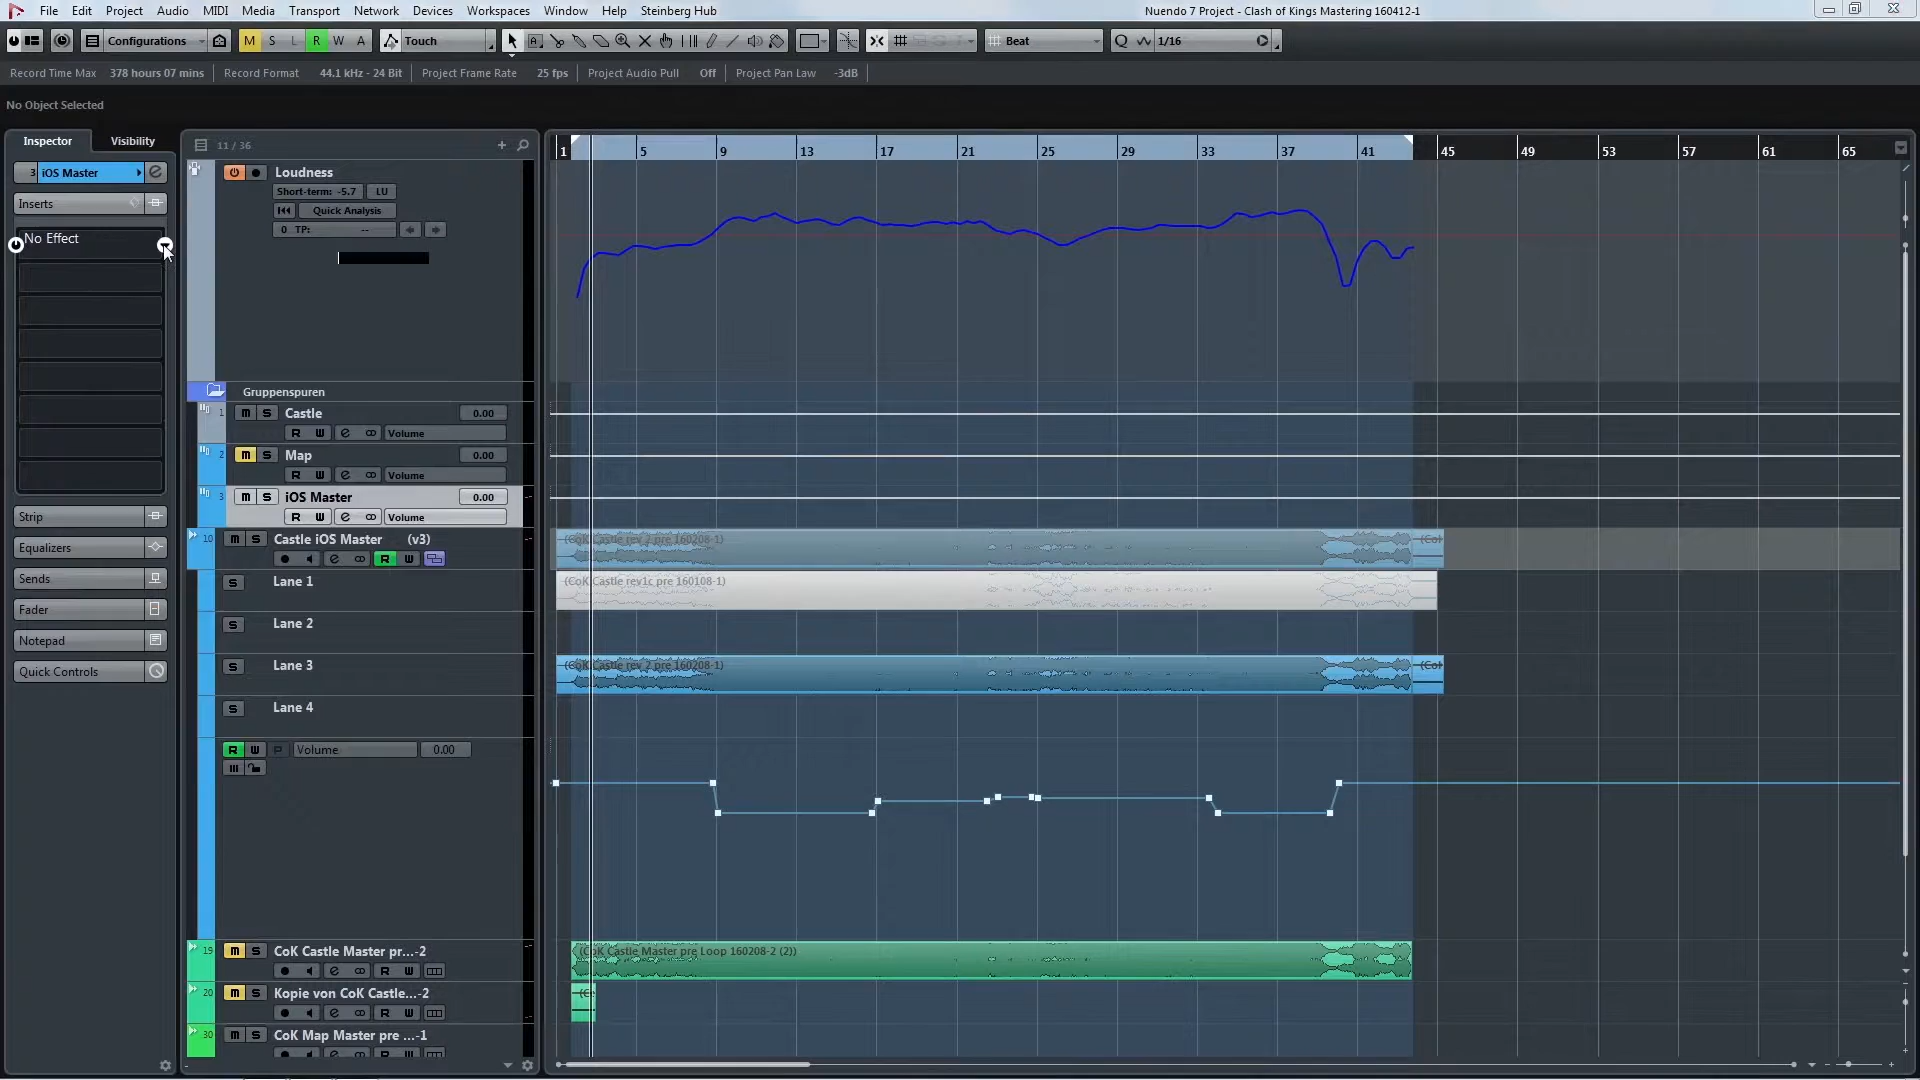 File Edit Project Audio MIDI Media Transport Network Devices Workspaces Window Help Steinberg Hub
Nuendo 7 Project - Clash of Kings Mastering 160412-1
Configurations M S L R W A Touch Beat Q 1/16
Record Time Max 378 hours 07 mins Record Format 44.1 kHz - 24 Bit Project Frame Rate 25 fps Project Audio Pull Off Project Pan Law -3dB
No Object Selected
Inspector Visibility
11 / 36
1 5 9 13 17 21 25 29 33 37 41 45 49 53 57 61 65
3 iOS Master
Inserts
No Effect
Strip
Equalizers
Sends
Fader
Notepad
Quick Controls
Loudness
Short-term: -5.7 LU
Quick Analysis
0 TP: --
Gruppenspuren
1 m S Castle 0.00
R W e Volume
2 m S Map 0.00
R W e Volume
3 m S iOS Master 0.00
R W e Volume
10 m S Castle iOS Master (v3)
e R W
(CoK Castle rev 2 pre 160208-1) (CoK
S Lane 1
(CoK Castle rev1c pre 160108-1)
S Lane 2
S Lane 3
(CoK Castle rev 2 pre 160208-1) (CoK
S Lane 4
R W P Volume 0.00
19 m S CoK Castle Master pr...-2
e R W
(CoK Castle Master pre Loop 160208-2 (2))
20 m S Kopie von CoK Castle...-2
e R W
30 m S CoK Map Master pre ...-1
e R W